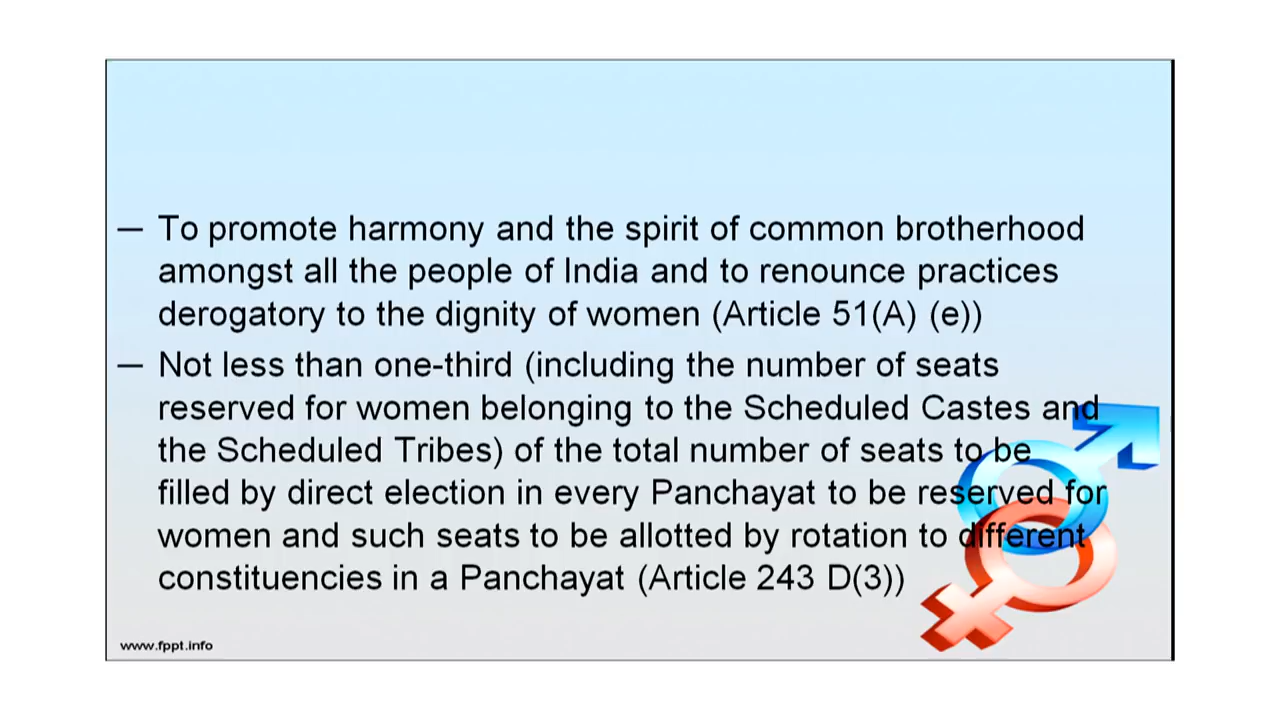 — To promote harmony and the spirit of common brotherhood
amongst all the people of India and to renounce practices
derogatory to the dignity of women (Article 51(A) (e))
— Not less than one-third (including the number of seats
reserved for women belonging to the Scheduled Castes and
the Scheduled Tribes) of the total number of seats to be
filled by direct election in every Panchayat to be reserved for
women and such seats to be allotted by rotation to different
constituencies in a Panchayat (Article 243 D(3))
www.fppt.info